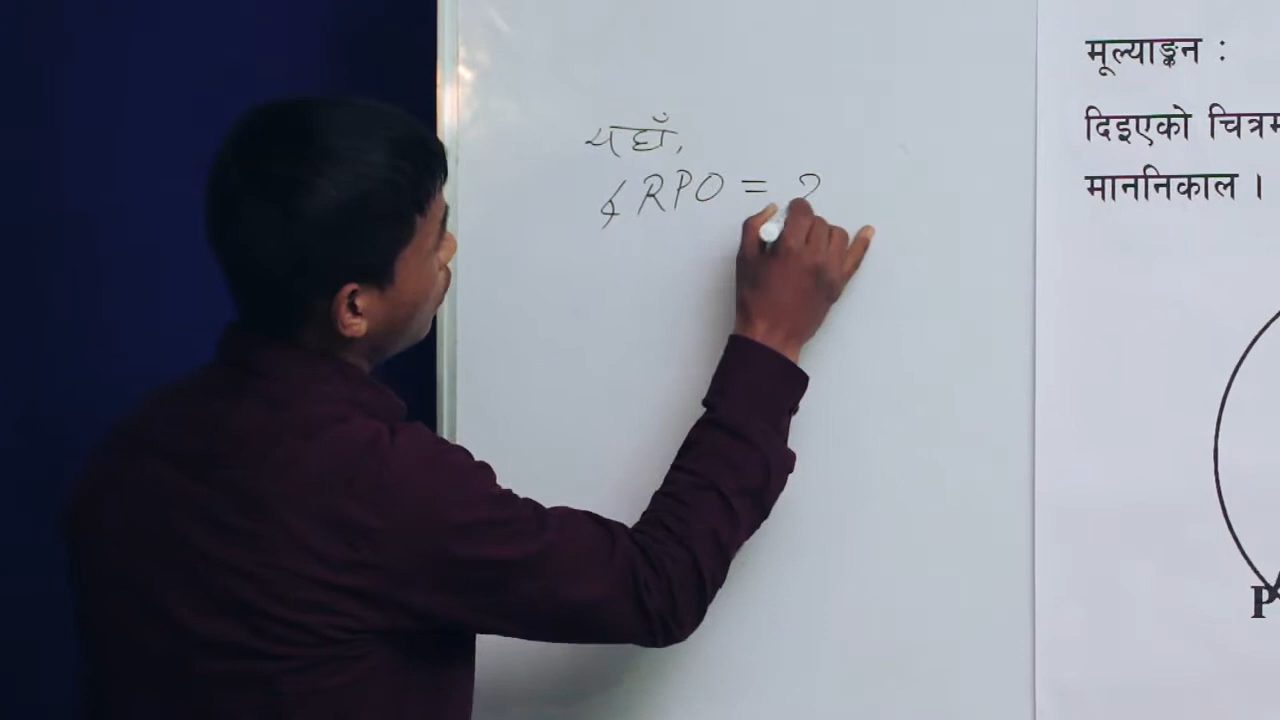 यहाँ,
∡RPO = ?
मूल्याङ्कन :
दिइएको चित्रम
माननिकाल ।
P